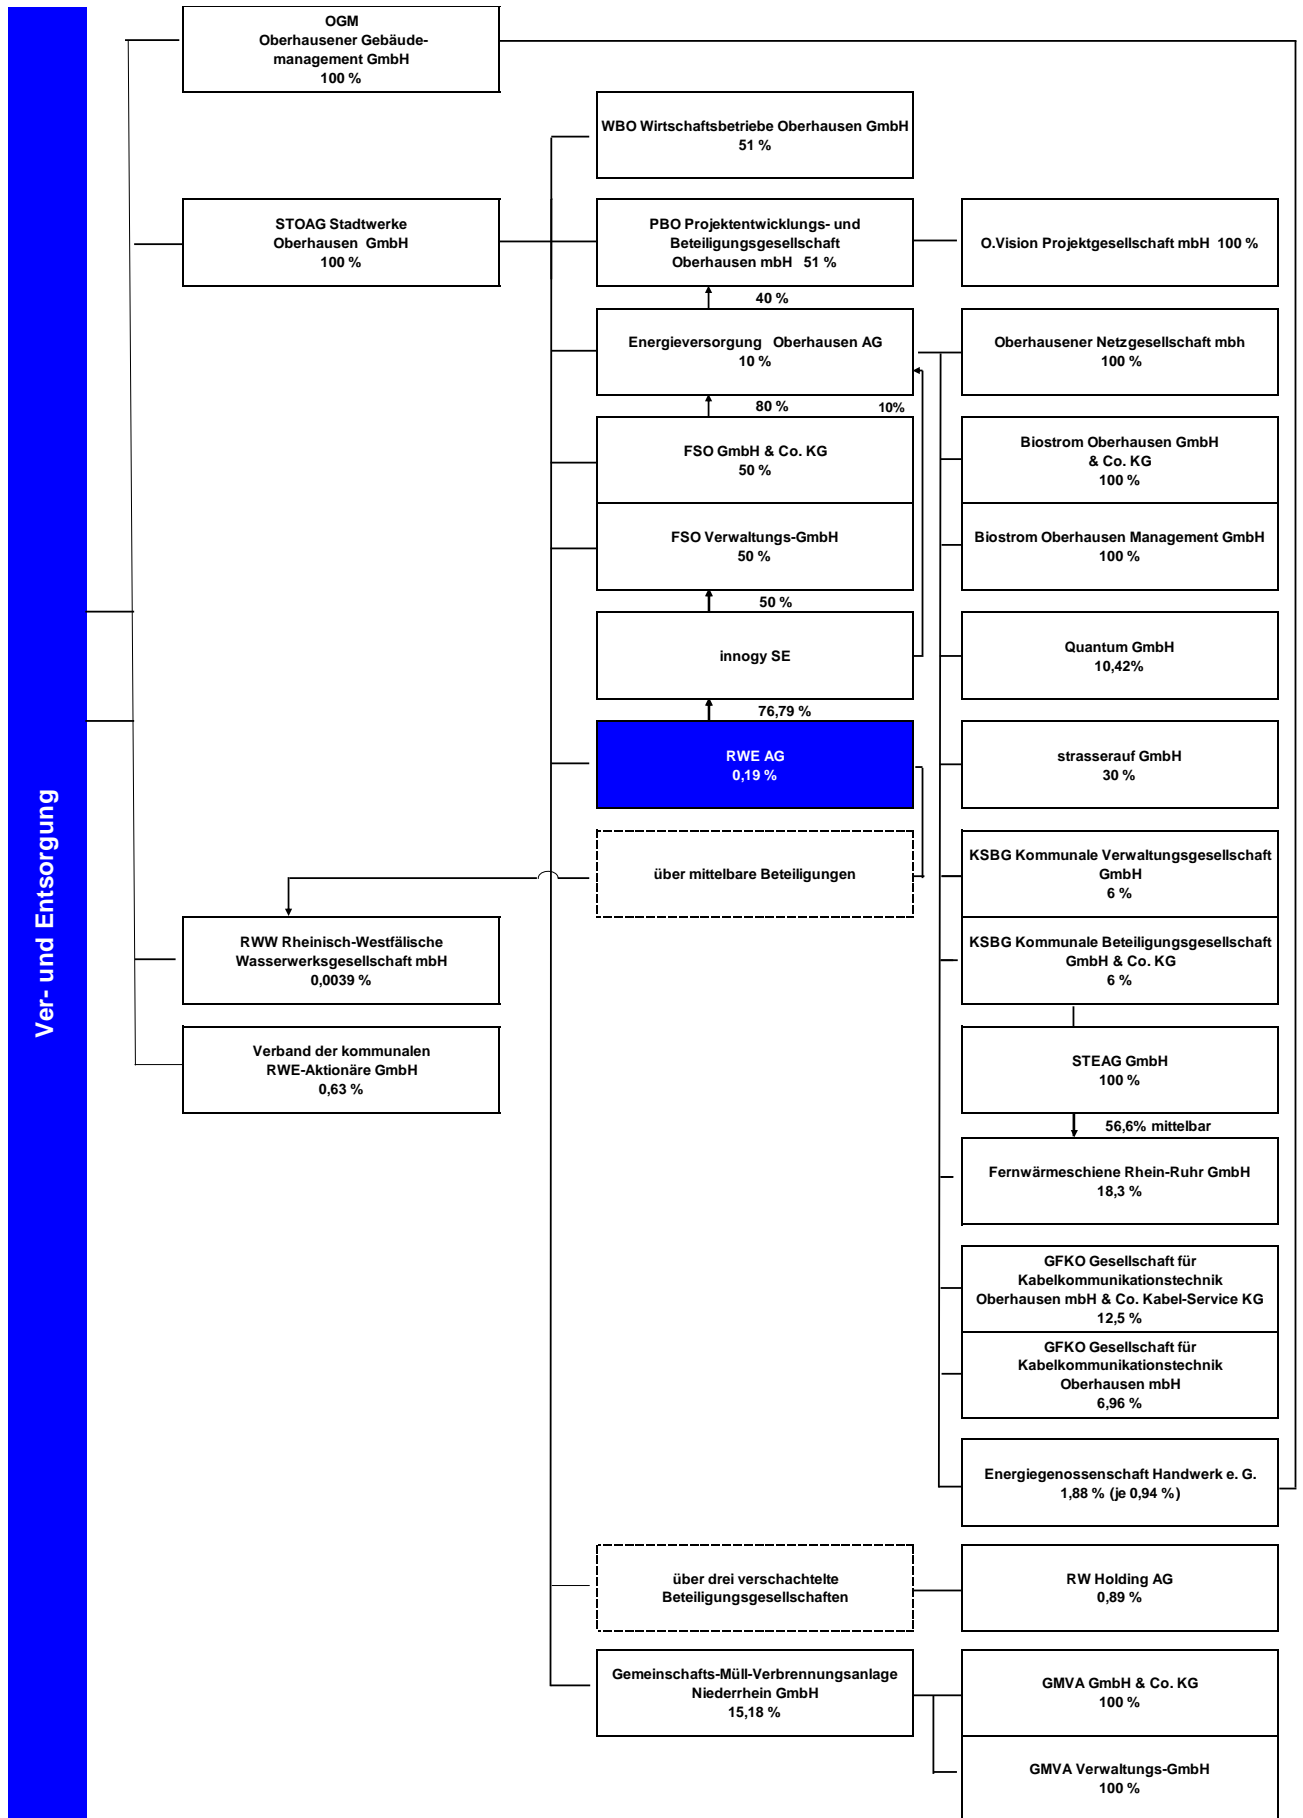 Ver- und Entsorgung
OGM
Oberhausener Gebäude-
management GmbH
100 %
WBO Wirtschaftsbetriebe Oberhausen GmbH
51 %
STOAG Stadtwerke
Oberhausen GmbH
100 %
PBO Projektentwicklungs- und
Beteiligungsgesellschaft
Oberhausen mbH 51 %
O.Vision Projektgesellschaft mbH 100 %
40 %
Energieversorgung Oberhausen AG
10 %
Oberhausener Netzgesellschaft mbh
100 %
80 %
10%
FSO GmbH & Co. KG
50 %
Biostrom Oberhausen GmbH
& Co. KG
100 %
FSO Verwaltungs-GmbH
50 %
Biostrom Oberhausen Management GmbH
100 %
50 %
innogy SE
Quantum GmbH
10,42%
76,79 %
RWE AG
0,19 %
strasserauf GmbH
30 %
über mittelbare Beteiligungen
KSBG Kommunale Verwaltungsgesellschaft
GmbH
6 %
RWW Rheinisch-Westfälische
Wasserwerksgesellschaft mbH
0,0039 %
KSBG Kommunale Beteiligungsgesellschaft
GmbH & Co. KG
6 %
Verband der kommunalen
RWE-Aktionäre GmbH
0,63 %
STEAG GmbH
100 %
56,6% mittelbar
Fernwärmeschiene Rhein-Ruhr GmbH
18,3 %
GFKO Gesellschaft für
Kabelkommunikationstechnik
Oberhausen mbH & Co. Kabel-Service KG
12,5 %
GFKO Gesellschaft für
Kabelkommunikationstechnik
Oberhausen mbH
6,96 %
Energiegenossenschaft Handwerk e. G.
1,88 % (je 0,94 %)
über drei verschachtelte
Beteiligungsgesellschaften
RW Holding AG
0,89 %
Gemeinschafts-Müll-Verbrennungsanlage
Niederrhein GmbH
15,18 %
GMVA GmbH & Co. KG
100 %
GMVA Verwaltungs-GmbH
100 %